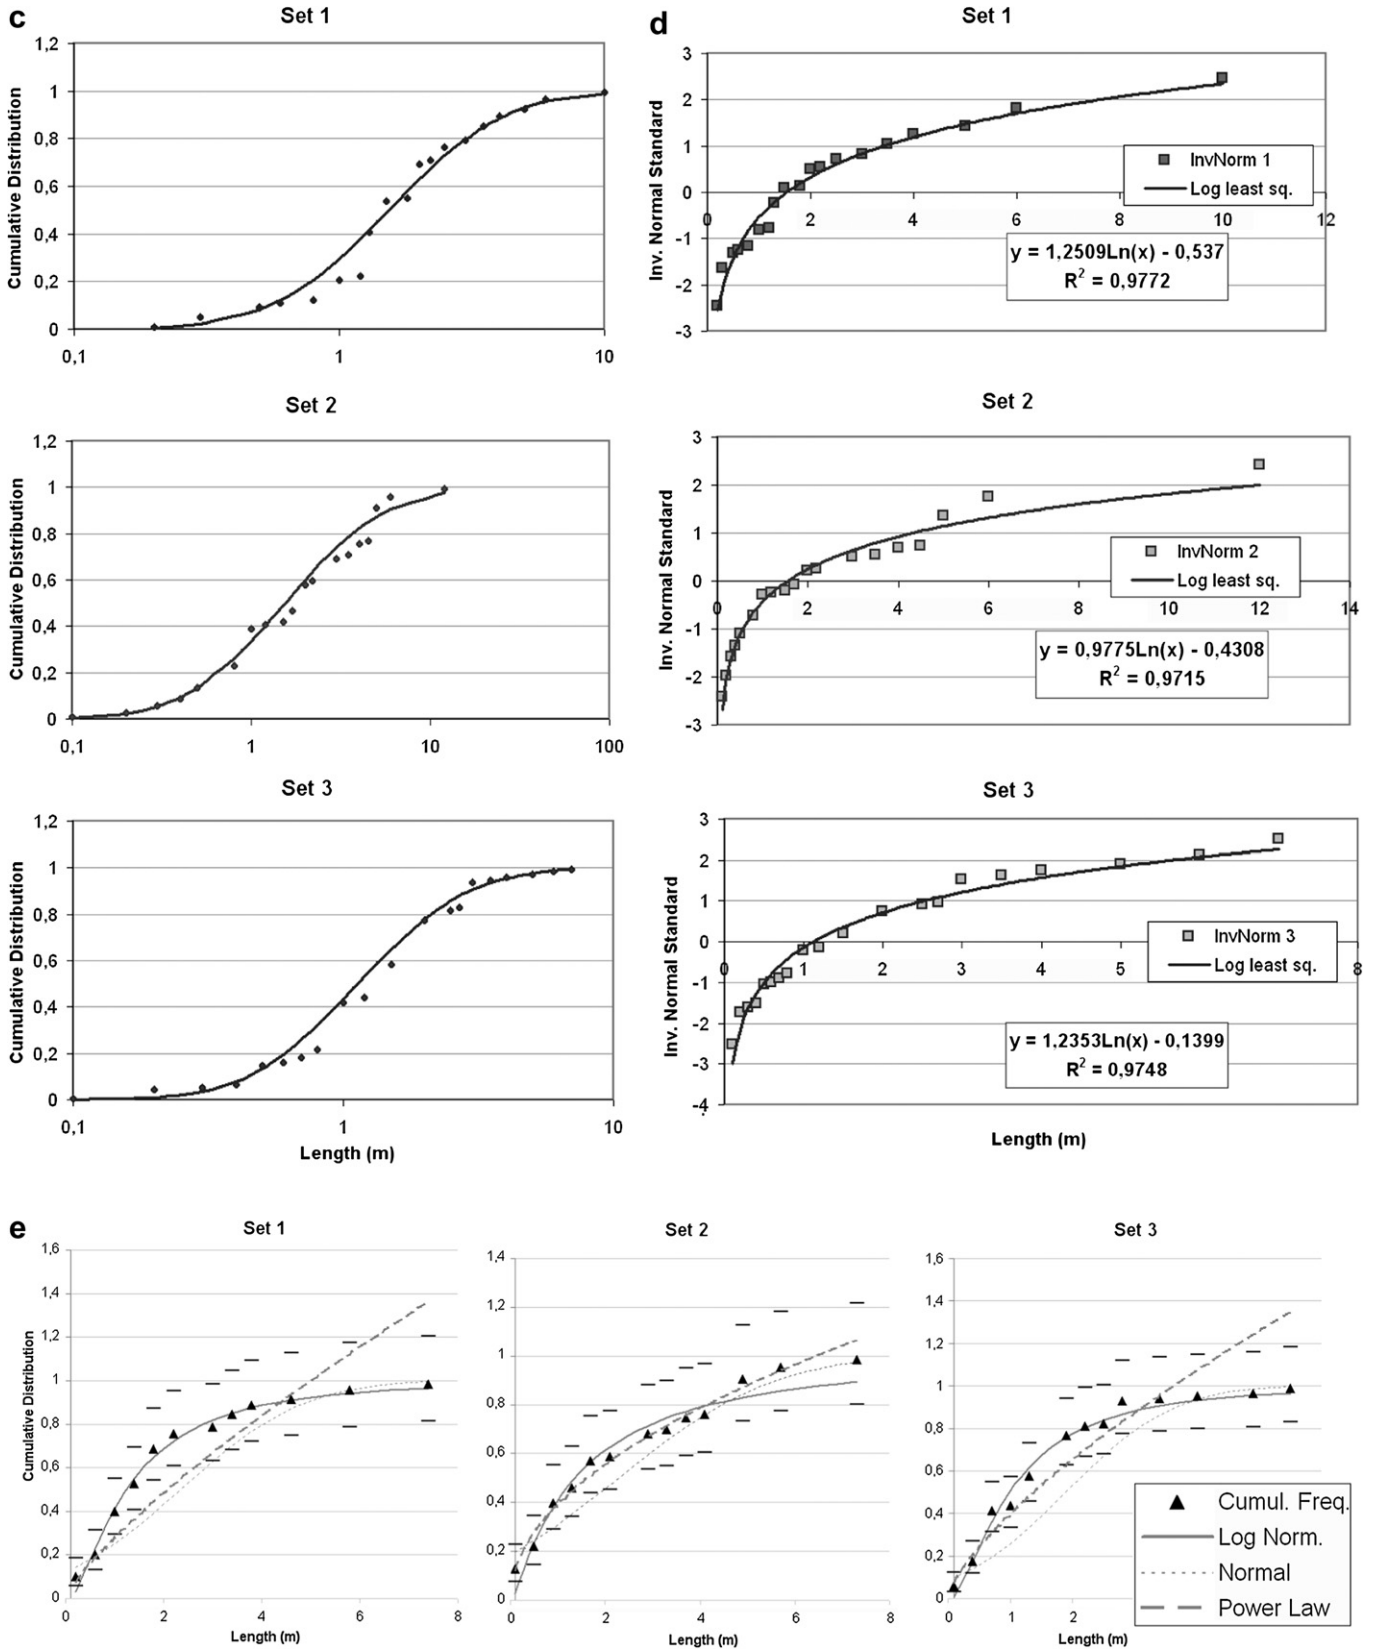 c
Set 1
Cumulative Distribution
1,2
1
0,8
0,6
0,4
0,2
0
0,1 1 10
d
Set 1
Inv. Normal Standard
3
2
1
0
-1
-2
-3
0 2 4 6 8 10 12
InvNorm 1
Log least sq.
y = 1,2509Ln(x) - 0,537
R² = 0,9772
Set 2
Cumulative Distribution
1,2
1
0,8
0,6
0,4
0,2
0
0,1 1 10 100
Set 2
Inv. Normal Standard
3
2
1
0
-1
-2
-3
0 2 4 6 8 10 12 14
InvNorm 2
Log least sq.
y = 0,9775Ln(x) - 0,4308
R² = 0,9715
Set 3
Cumulative Distribution
1,2
1
0,8
0,6
0,4
0,2
0
0,1 1 10
Length (m)
Set 3
Inv. Normal Standard
3
2
1
0
-1
-2
-3
-4
0 1 2 3 4 5 8
InvNorm 3
Log least sq.
y = 1,2353Ln(x) - 0,1399
R² = 0,9748
Length (m)
e
Set 1
Cumulative Distribution
1,6
1,4
1,2
1
0,8
0,6
0,4
0,2
0
0 2 4 6 8
Length (m)
Set 2
1,4
1,2
1
0,8
0,6
0,4
0,2
0
0 2 4 6 8
Length (m)
Set 3
1,6
1,4
1,2
1
0,8
0,6
0,4
0,2
0
0 1 2
Length (m)
Cumul. Freq.
Log Norm.
Normal
Power Law